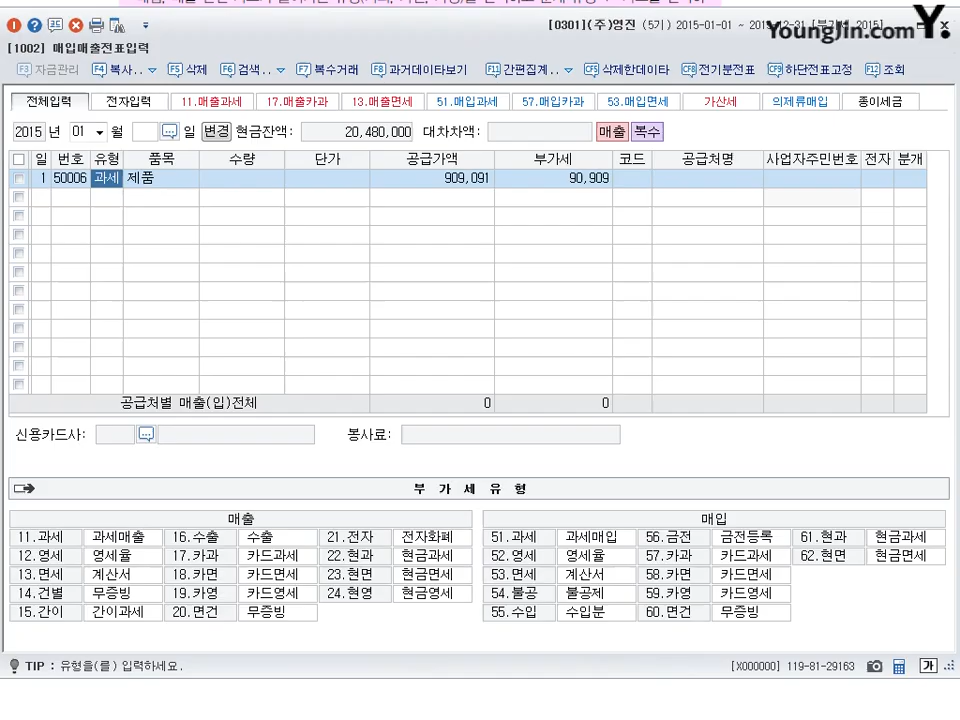 [0301](주)영진 (57기) 2015-01-01 ~ 2015-12-31 [부가세 2015]
YoungJin.com Y.
[1002] 매입매출전표입력
F3 자금관리 F4 복사.. F5 삭제 F6 검색.. F7 복수거래 F8 과거데이타보기 F11 간편집계.. CF5 삭제한데이타 CF8 전기분전표 CF9 하단전표고정 F12 조회
전체입력 전자입력 11.매출과세 17.매출카과 13.매출면세 51.매입과세 57.매입카과 53.매입면세 가산세 의제류매입 종이세금
2015 년 01 월 일 변경 현금잔액: 20,480,000 대차차액: 매출 복수
일 번호 유형 품목 수량 단가 공급가액 부가세 코드 공급처명 사업자주민번호 전자 분개
1 50006 과세 제품 909,091 90,909
공급처별 매출(입)전체 0 0
신용카드사: 봉사료:
부 가 세 유 형
매출 매입
11.과세 과세매출 16.수출 수출 21.전자 전자화폐 51.과세 과세매입 56.금전 금전등록 61.현과 현금과세
12.영세 영세율 17.카과 카드과세 22.현과 현금과세 52.영세 영세율 57.카과 카드과세 62.현면 현금면세
13.면세 계산서 18.카면 카드면세 23.현면 현금면세 53.면세 계산서 58.카면 카드면세
14.건별 무증빙 19.카영 카드영세 24.현영 현금영세 54.불공 불공제 59.카영 카드영세
15.간이 간이과세 20.면건 무증빙 55.수입 수입분 60.면건 무증빙
TIP : 유형을(를) 입력하세요. [X000000] 119-81-29163 가